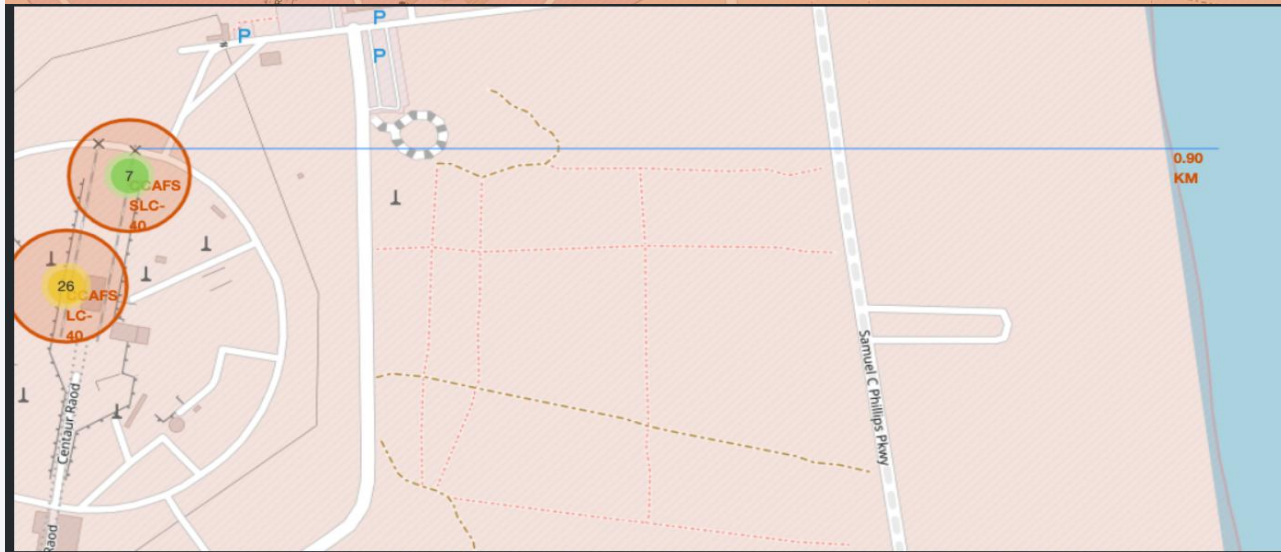 P
P
P
7
CCAFS
SLC-
40
0.90
KM
26
CCAFS
LC-
40
Samuel C Phillips Pkwy
Centaur Raod
Raod